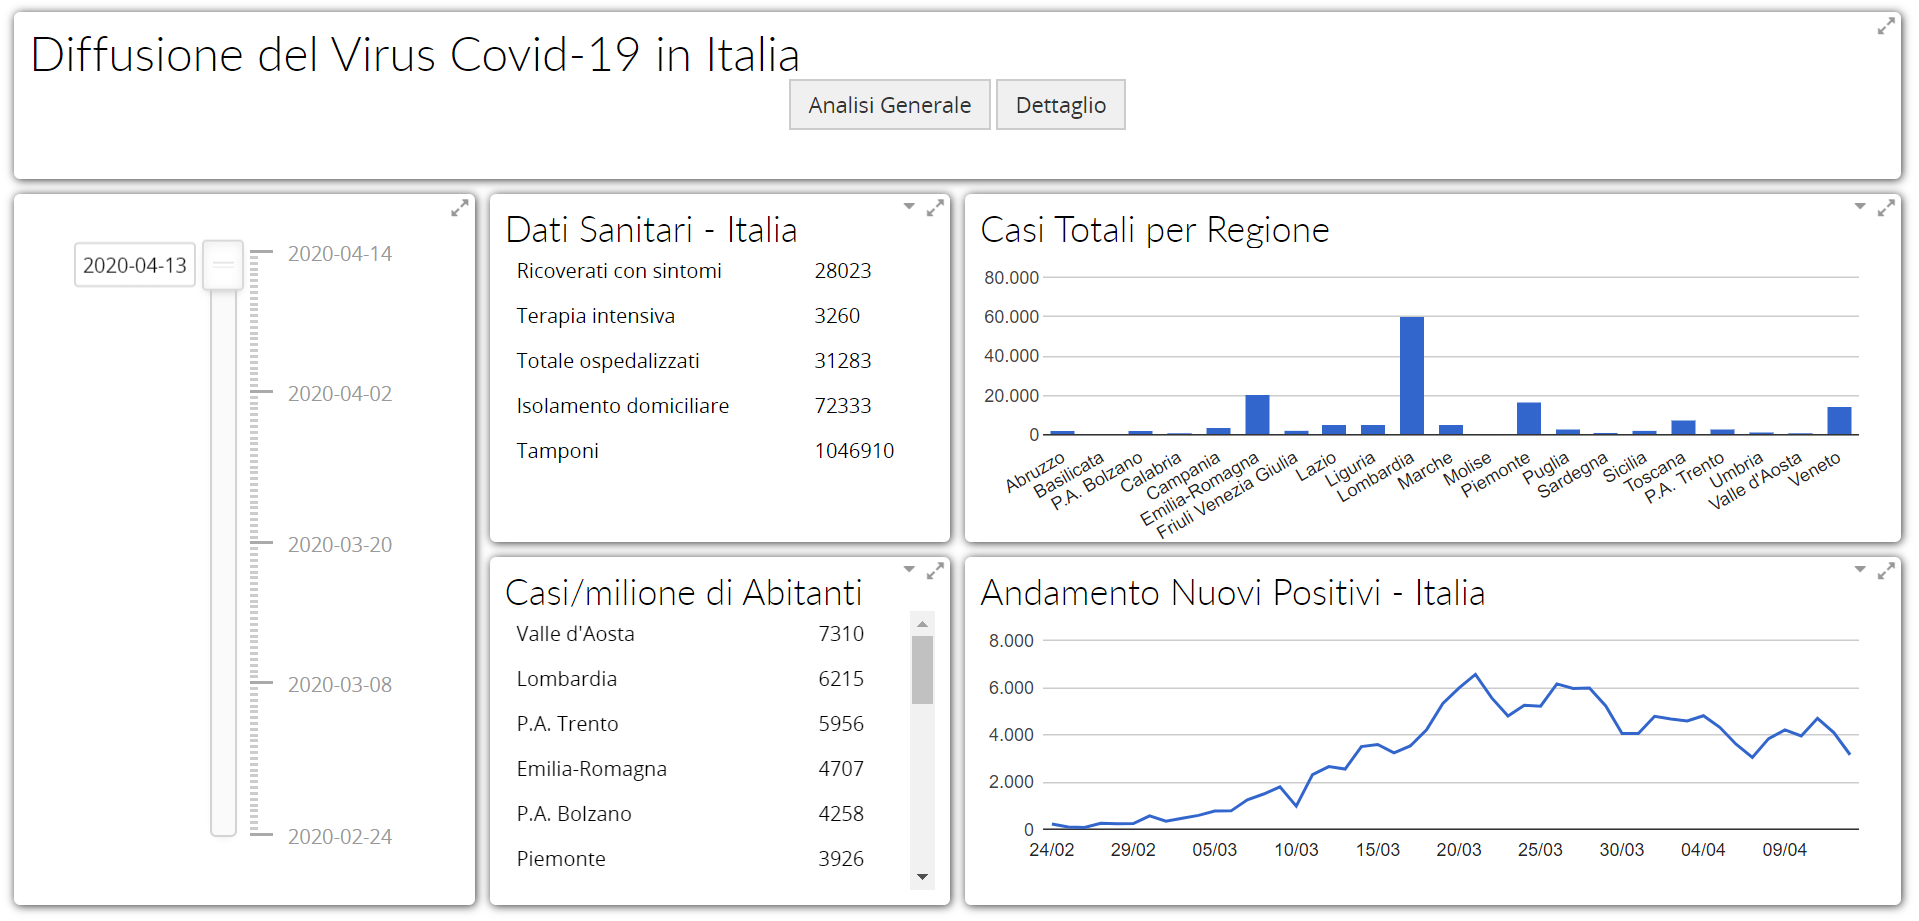 Diffusione del Virus Covid-19 in Italia
Analisi Generale
Dettaglio
2020-04-13
2020-04-14
2020-04-02
2020-03-20
2020-03-08
2020-02-24
Dati Sanitari - Italia
Ricoverati con sintomi 28023
Terapia intensiva 3260
Totale ospedalizzati 31283
Isolamento domiciliare 72333
Tamponi 1046910
Casi Totali per Regione
80.000
60.000
40.000
20.000
0
Abruzzo
Basilicata
P.A. Bolzano
Calabria
Campania
Emilia-Romagna
Friuli Venezia Giulia
Lazio
Liguria
Lombardia
Marche
Molise
Piemonte
Puglia
Sardegna
Sicilia
Toscana
P.A. Trento
Umbria
Valle d'Aosta
Veneto
Casi/milione di Abitanti
Valle d'Aosta 7310
Lombardia 6215
P.A. Trento 5956
Emilia-Romagna 4707
P.A. Bolzano 4258
Piemonte 3926
Andamento Nuovi Positivi - Italia
8.000
6.000
4.000
2.000
0
24/02 29/02 05/03 10/03 15/03 20/03 25/03 30/03 04/04 09/04